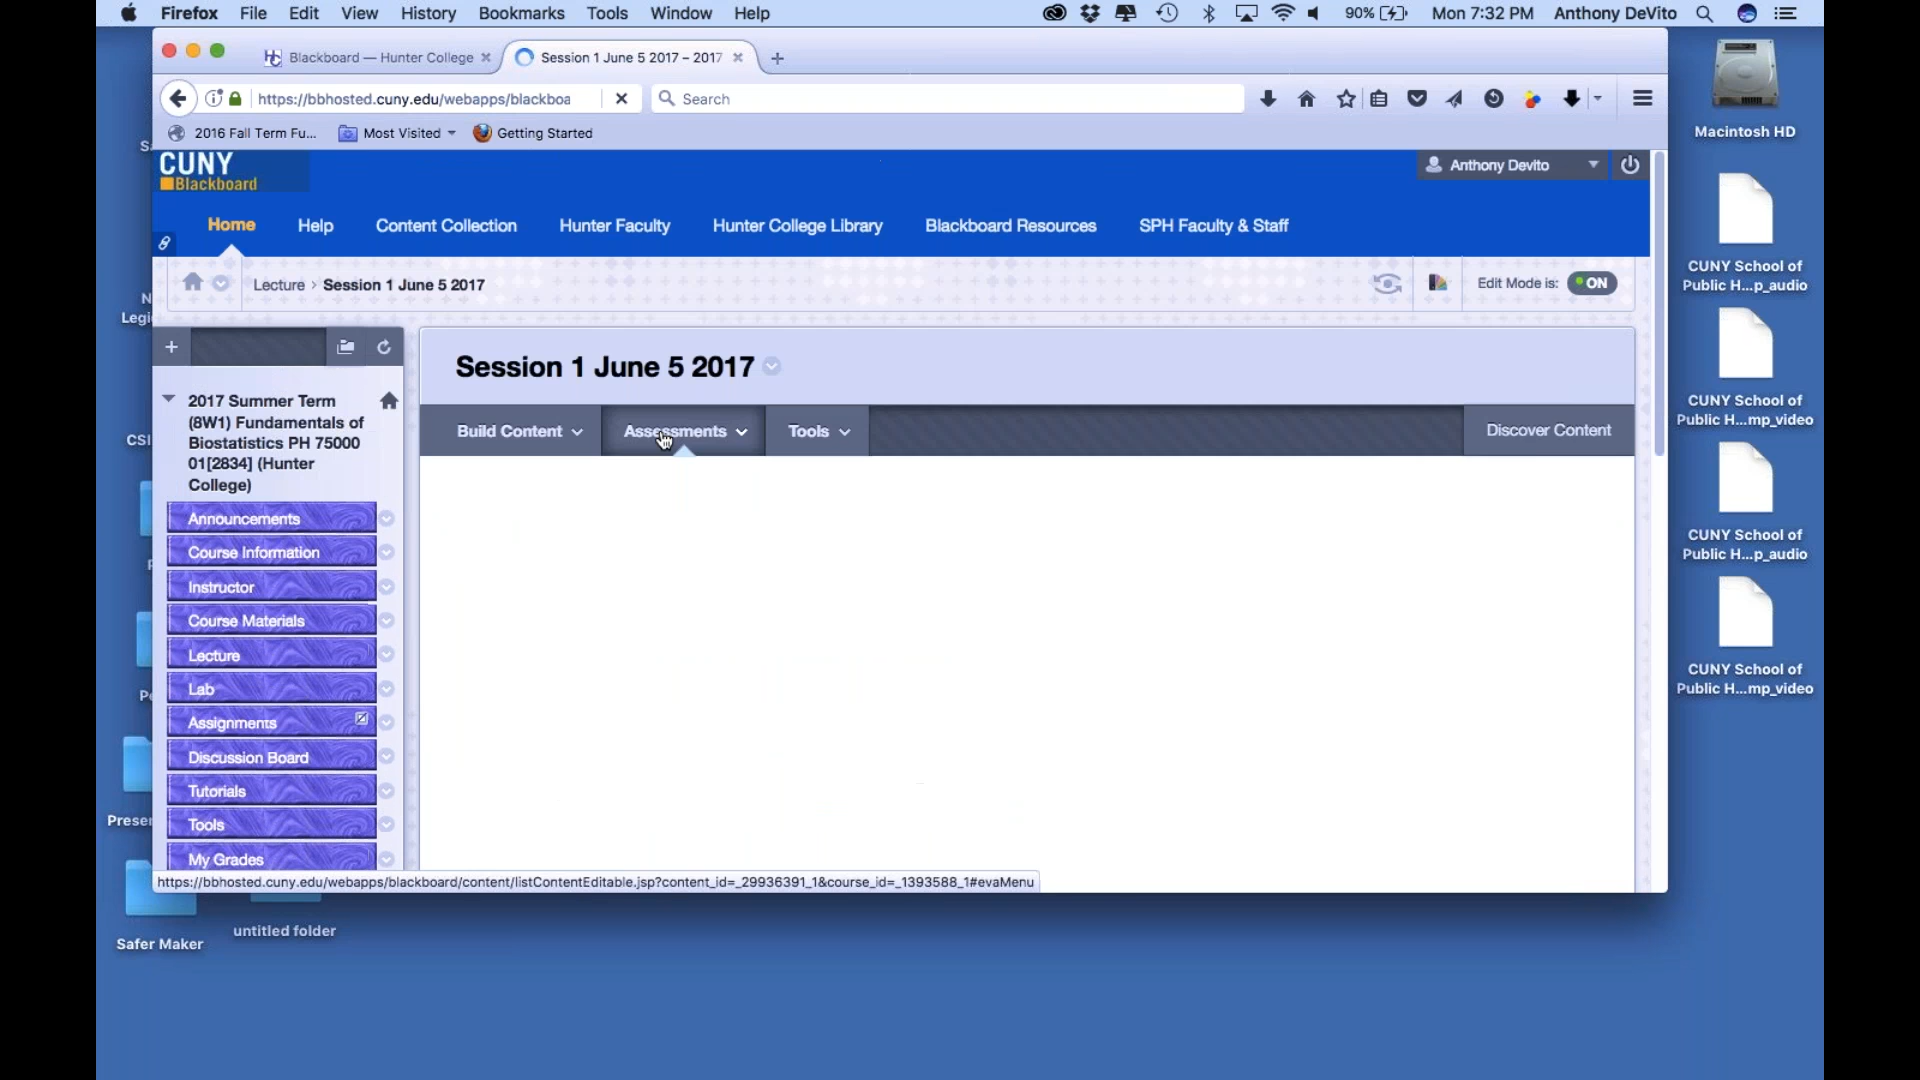 Firefox File Edit View History Bookmarks Tools Window Help 90% Mon 7:32 PM Anthony DeVito
Blackboard — Hunter College Session 1 June 5 2017 – 2017
https://bbhosted.cuny.edu/webapps/blackboa Search
2016 Fall Term Fu... Most Visited Getting Started
CUNY
Blackboard
Anthony Devito
Home Help Content Collection Hunter Faculty Hunter College Library Blackboard Resources SPH Faculty & Staff
Lecture > Session 1 June 5 2017 Edit Mode is: ON
Session 1 June 5 2017
Build Content Assessments Tools Discover Content
2017 Summer Term
(8W1) Fundamentals of
Biostatistics PH 75000
01[2834] (Hunter
College)
Announcements
Course Information
Instructor
Course Materials
Lecture
Lab
Assignments
Discussion Board
Tutorials
Tools
My Grades
https://bbhosted.cuny.edu/webapps/blackboard/content/listContentEditable.jsp?content_id=_29936391_1&course_id=_1393588_1#evaMenu
Macintosh HD
CUNY School of
Public H...p_audio
CUNY School of
Public H...mp_video
CUNY School of
Public H...p_audio
CUNY School of
Public H...mp_video
Safer Maker
untitled folder